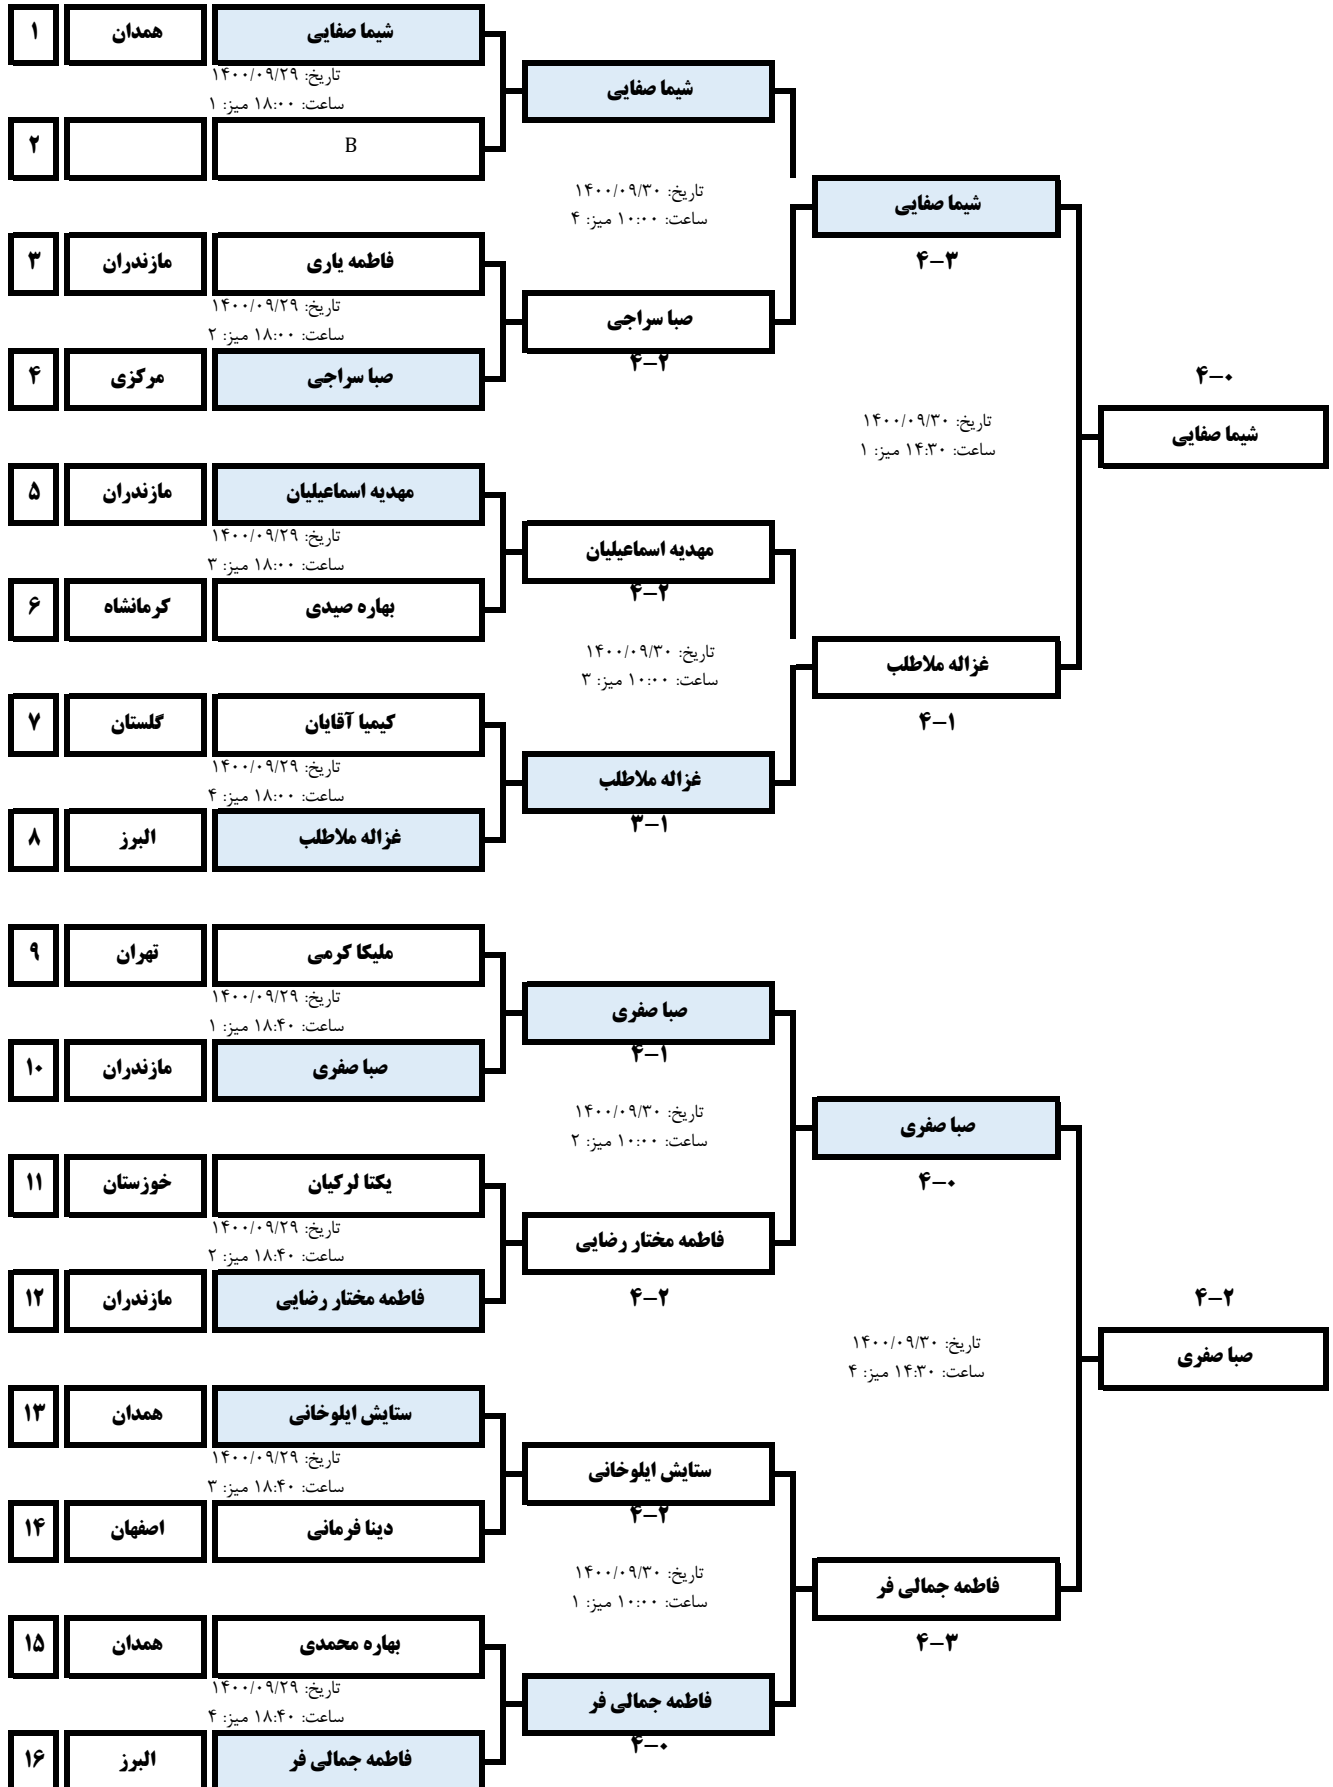 ۱ همدان شیما صفایی
تاریخ: ۱۴۰۰/۰۹/۲۹
ساعت: ۱۸:۰۰ میز: ۱
شیما صفایی
۲ B
تاریخ: ۱۴۰۰/۰۹/۳۰
ساعت: ۱۰:۰۰ میز: ۴
شیما صفایی
۴-۳
۳ مازندران فاطمه یاری
تاریخ: ۱۴۰۰/۰۹/۲۹
ساعت: ۱۸:۰۰ میز: ۲
صبا سراجی
۴-۲
۴ مرکزی صبا سراجی
۴-۰
شیما صفایی
تاریخ: ۱۴۰۰/۰۹/۳۰
ساعت: ۱۴:۳۰ میز: ۱
۵ مازندران مهدیه اسماعیلیان
تاریخ: ۱۴۰۰/۰۹/۲۹
ساعت: ۱۸:۰۰ میز: ۳
مهدیه اسماعیلیان
۴-۲
۶ کرمانشاه بهاره صیدی
تاریخ: ۱۴۰۰/۰۹/۳۰
ساعت: ۱۰:۰۰ میز: ۳
غزاله ملاطلب
۴-۱
۷ گلستان کیمیا آقایان
تاریخ: ۱۴۰۰/۰۹/۲۹
ساعت: ۱۸:۰۰ میز: ۴
غزاله ملاطلب
۳-۱
۸ البرز غزاله ملاطلب
۹ تهران ملیکا کرمی
تاریخ: ۱۴۰۰/۰۹/۲۹
ساعت: ۱۸:۴۰ میز: ۱
صبا صفری
۴-۱
۱۰ مازندران صبا صفری
تاریخ: ۱۴۰۰/۰۹/۳۰
ساعت: ۱۰:۰۰ میز: ۲
صبا صفری
۴-۰
۱۱ خوزستان یکتا لرکیان
تاریخ: ۱۴۰۰/۰۹/۲۹
ساعت: ۱۸:۴۰ میز: ۲
فاطمه مختار رضایی
۴-۲
۱۲ مازندران فاطمه مختار رضایی
۴-۲
صبا صفری
تاریخ: ۱۴۰۰/۰۹/۳۰
ساعت: ۱۴:۳۰ میز: ۴
۱۳ همدان ستایش ایلوخانی
تاریخ: ۱۴۰۰/۰۹/۲۹
ساعت: ۱۸:۴۰ میز: ۳
ستایش ایلوخانی
۴-۲
۱۴ اصفهان دینا فرمانی
تاریخ: ۱۴۰۰/۰۹/۳۰
ساعت: ۱۰:۰۰ میز: ۱
فاطمه جمالی فر
۴-۳
۱۵ همدان بهاره محمدی
تاریخ: ۱۴۰۰/۰۹/۲۹
ساعت: ۱۸:۴۰ میز: ۴
فاطمه جمالی فر
۴-۰
۱۶ البرز فاطمه جمالی فر